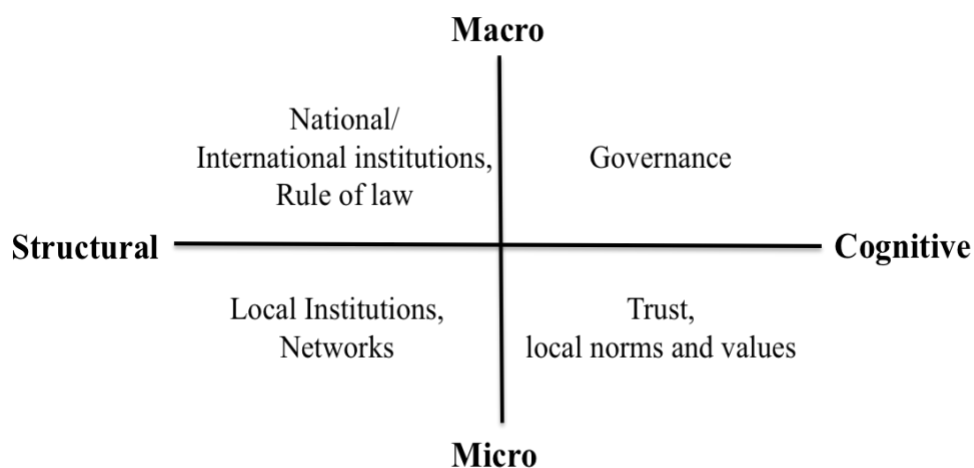 Macro
National/
International institutions,
Rule of law
Governance
Structural
Cognitive
Local Institutions,
Networks
Trust,
local norms and values
Micro